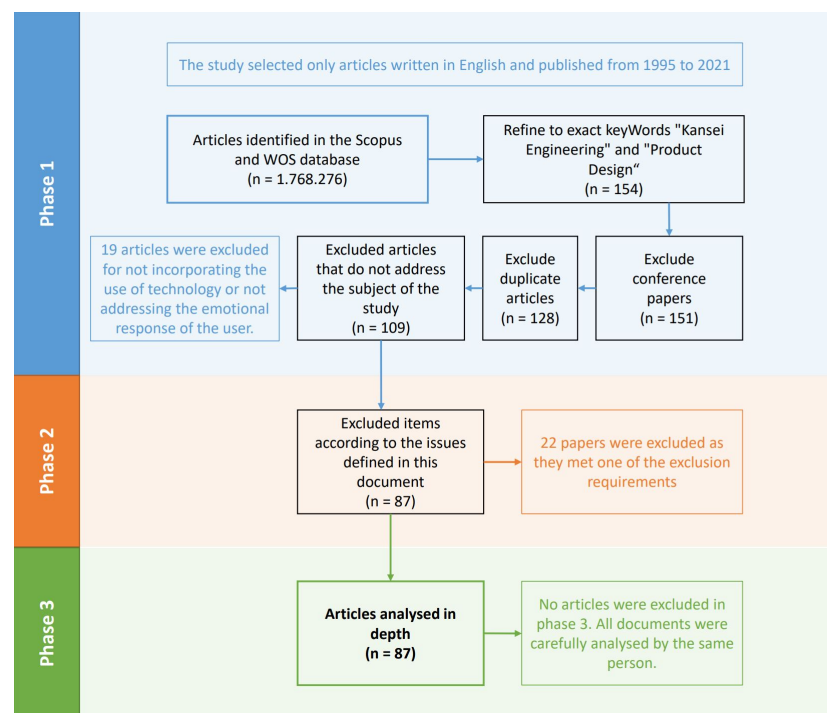 Phase 1
The study selected only articles written in English and published from 1995 to 2021
Articles identified in the Scopus
and WOS database
(n = 1.768.276)
Refine to exact keyWords "Kansei
Engineering" and "Product
Design“
(n = 154)
Exclude
conference
papers
(n = 151)
Exclude
duplicate
articles
(n = 128)
Excluded articles
that do not address
the subject of the
study
(n = 109)
19 articles were excluded
for not incorporating the
use of technology or not
addressing the emotional
response of the user.
Phase 2
Excluded items
according to the issues
defined in this
document
(n = 87)
22 papers were excluded as
they met one of the exclusion
requirements
Phase 3
Articles analysed in
depth
(n = 87)
No articles were excluded in
phase 3. All documents were
carefully analysed by the same
person.